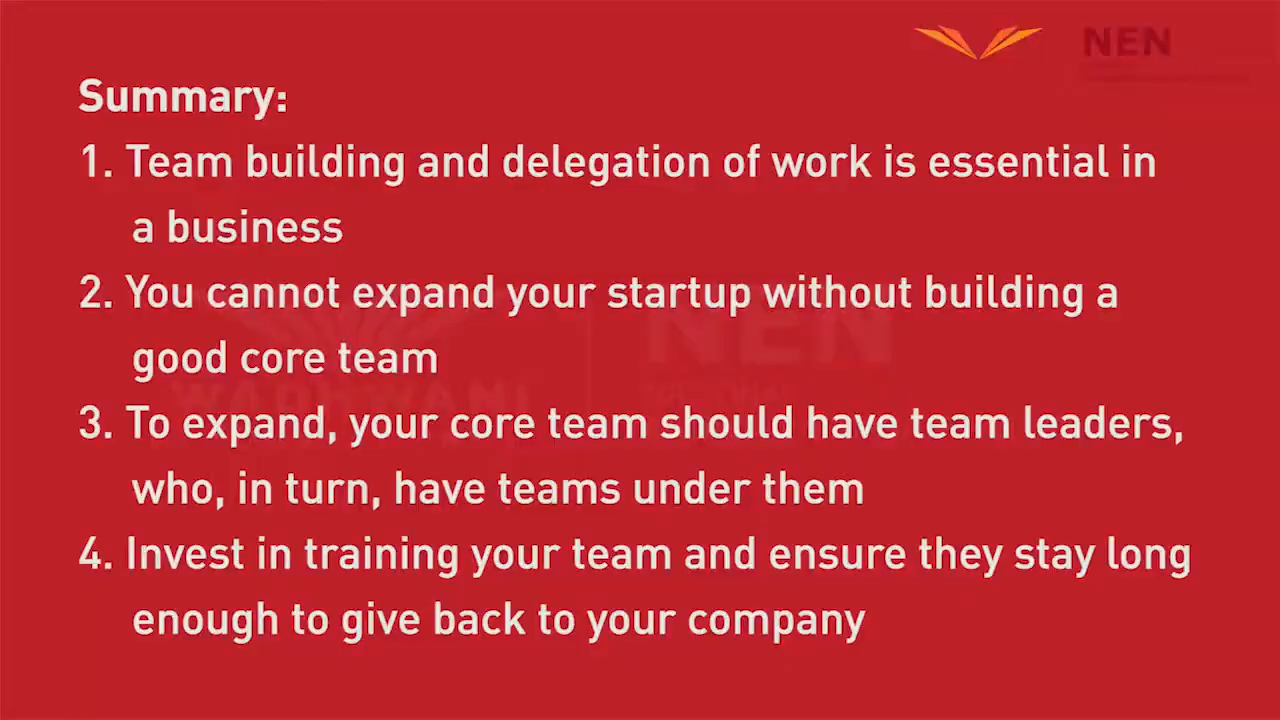 NEN
Summary:
1. Team building and delegation of work is essential in
a business
2. You cannot expand your startup without building a
good core team
WADHWANI
NEN
3. To expand, your core team should have team leaders,
who, in turn, have teams under them
4. Invest in training your team and ensure they stay long
enough to give back to your company